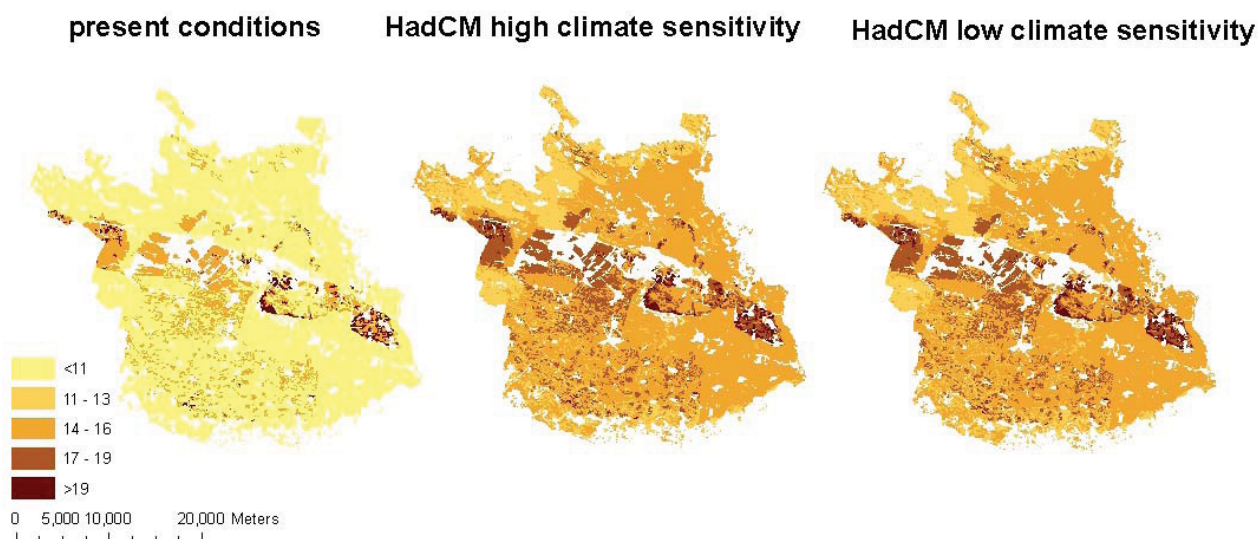 present conditions
HadCM high climate sensitivity
HadCM low climate sensitivity
<11
11 - 13
14 - 16
17 - 19
>19
0 5,000 10,000 20,000 Meters